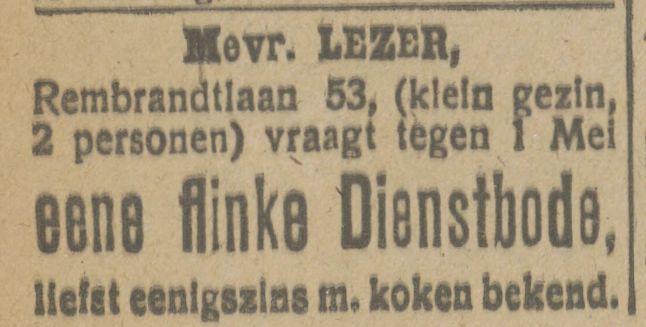 Mevr. LEZER,
Rembrandtlaan 53, (klein gezin,
2 personen) vraagt tegen 1 Mei
eene flinke Dienstbode,
liefst eenigszins m. koken bekend.